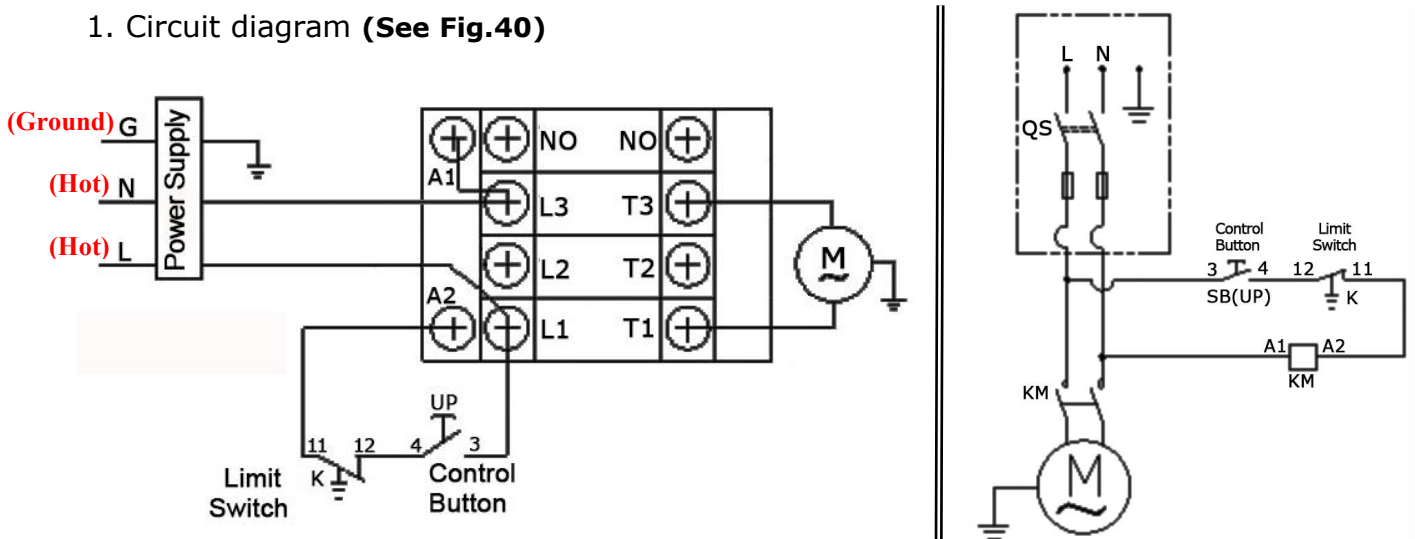 1. Circuit diagram (See Fig.40)
(Ground) G
(Hot) N
(Hot) L
Power Supply
A1
NO NO
L3 T3
L2 T2
A2
L1 T1
M
UP
11 12 4 3
K
Limit
Switch
Control
Button
L N
QS
Control
Button
Limit
Switch
3 4 12 11
SB(UP) K
A1 A2
KM
KM
M